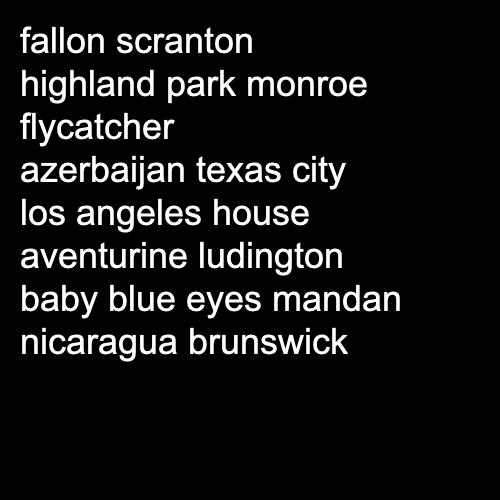 fallon scranton
highland park monroe
flycatcher
azerbaijan texas city
los angeles house
aventurine ludington
baby blue eyes mandan
nicaragua brunswick